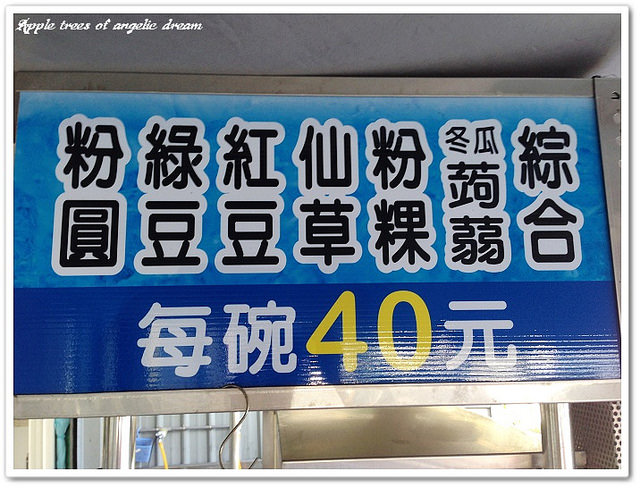 Apple trees of angelic dream
粉圓
綠豆
紅豆
仙草
粉粿
冬瓜蒟蒻
綜合
每碗40元